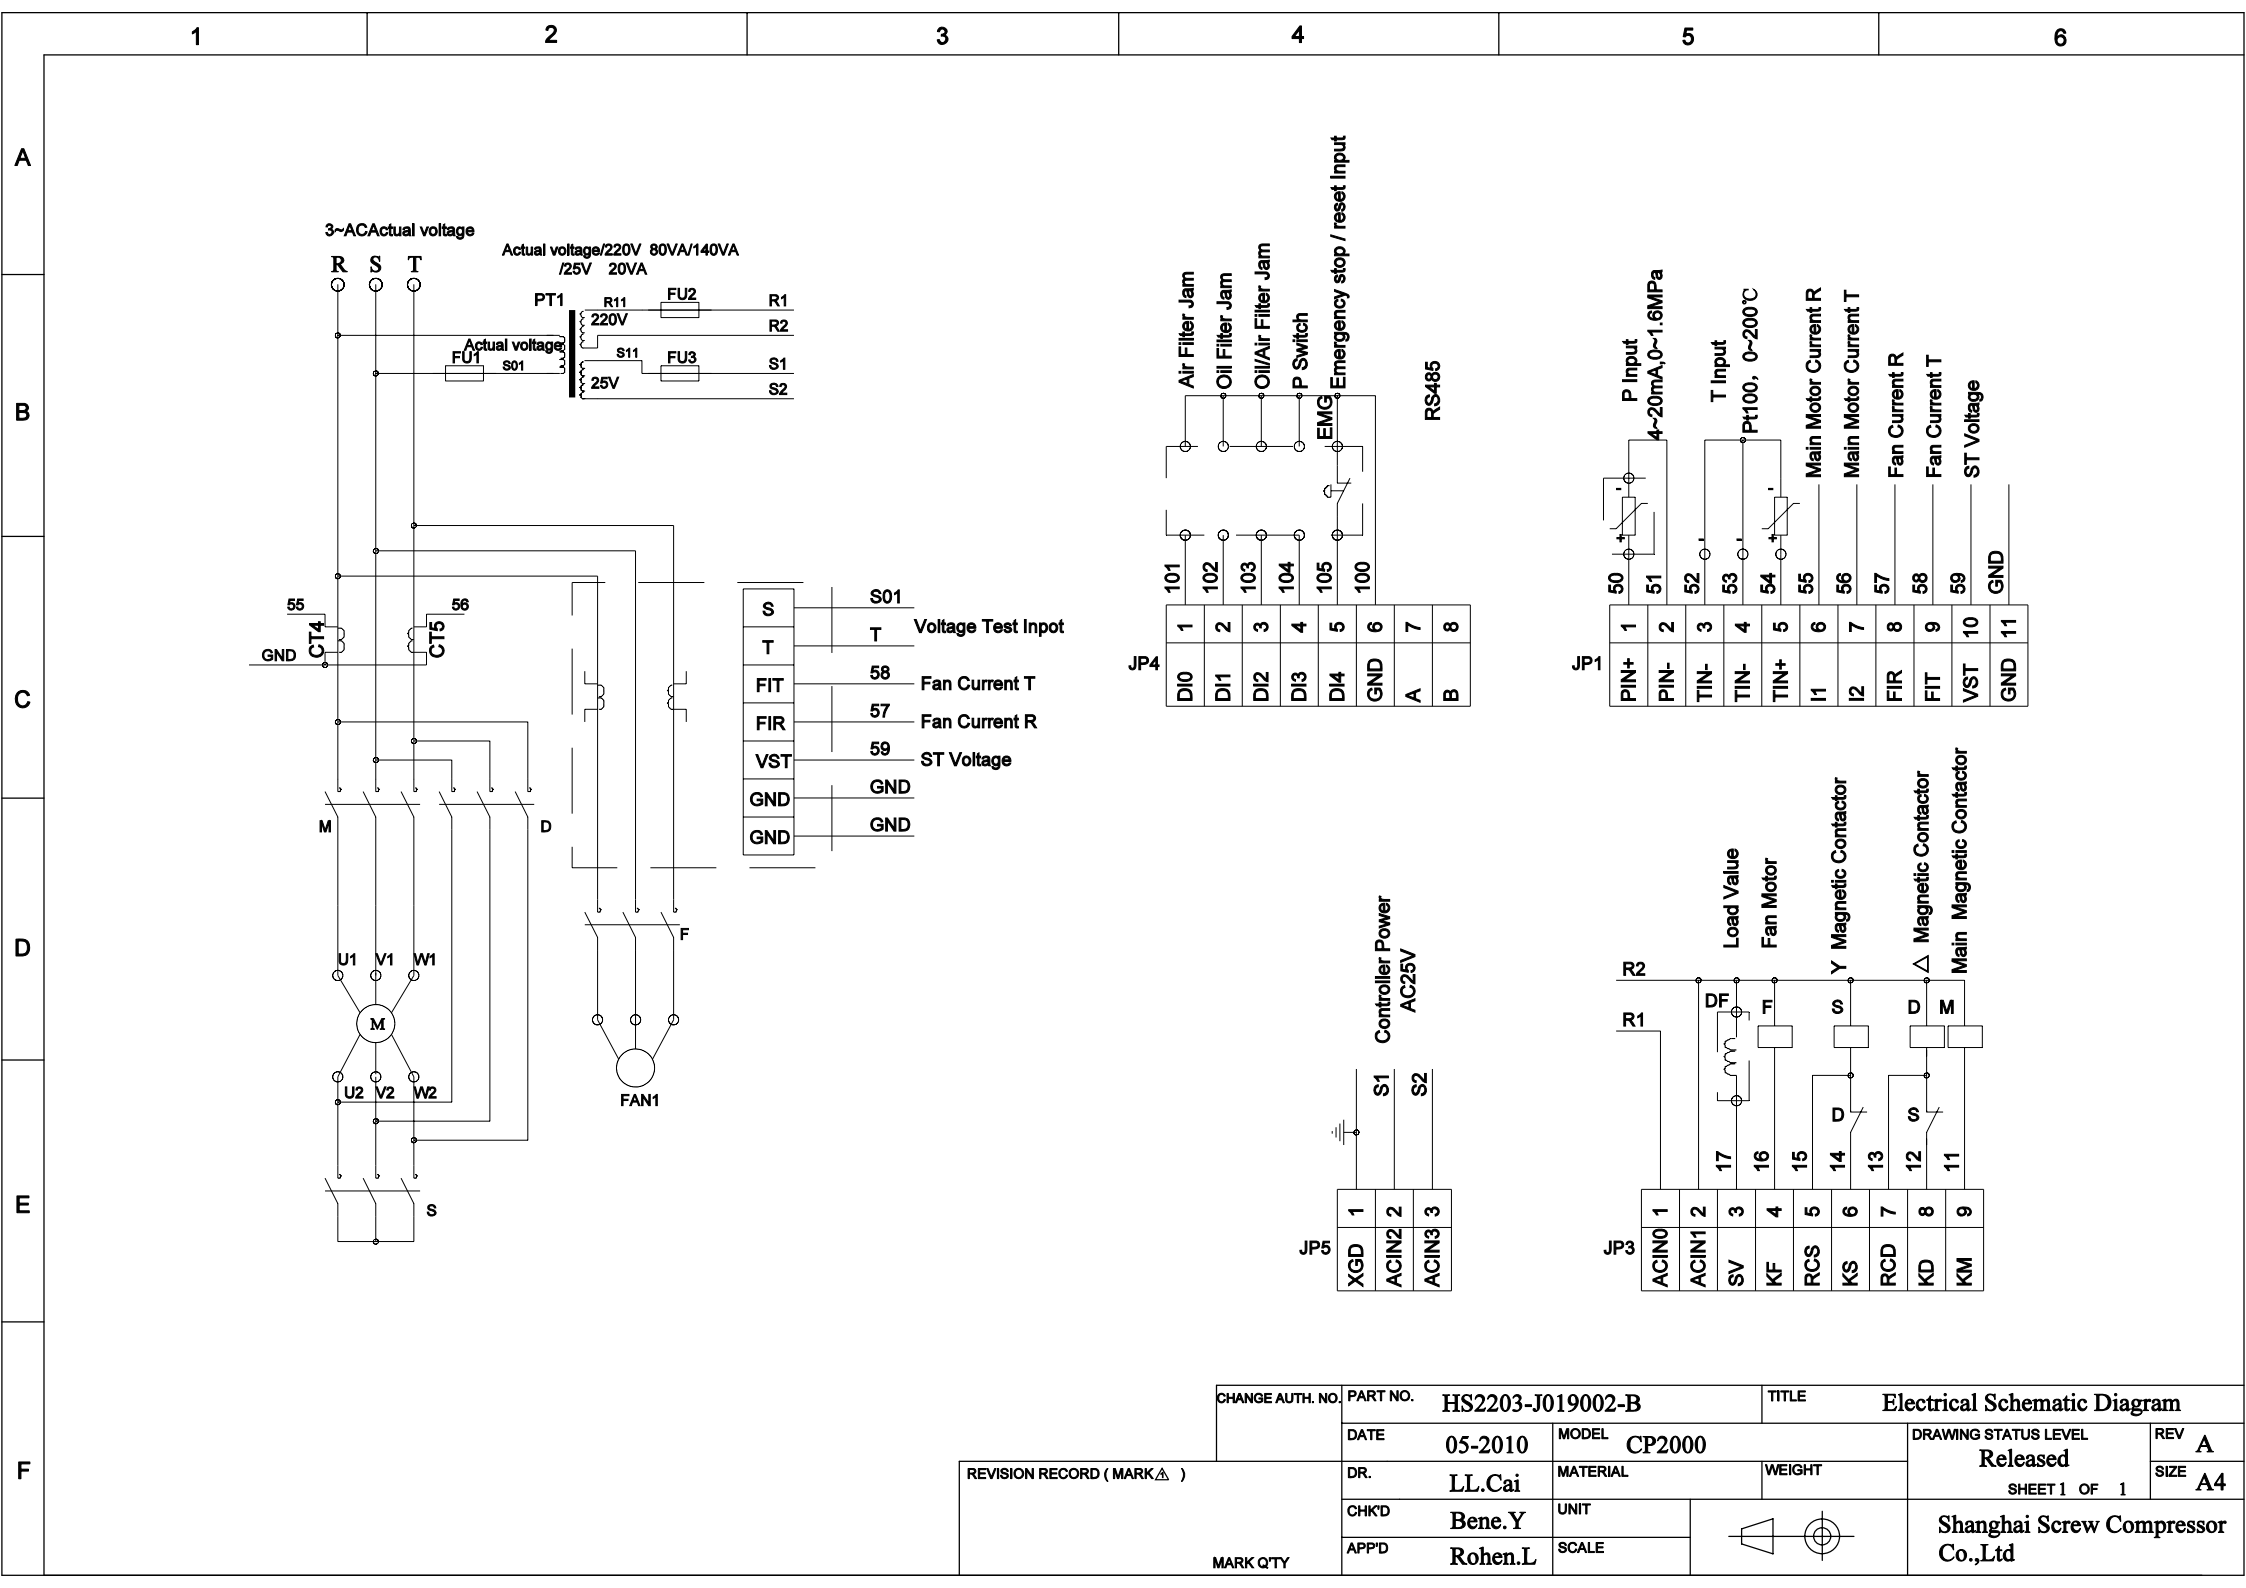 1
2
3
4
5
6
A
B
C
D
E
F
3~ACActual voltage
R S T
Actual voltage/220V 80VA/140VA
/25V 20VA
PT1
R11
FU2
R1
220V
R2
Actual voltage
FU1
S01
S11
FU3
S1
25V
S2
55
56
CT4
CT5
GND
M
D
U1 V1 W1
M
U2 V2 W2
S
F
FAN1
S
S01
Voltage Test Inpot
T
T
FIT
58
Fan Current T
FIR
57
Fan Current R
VST
59
ST Voltage
GND
GND
GND
GND
Air Filter Jam
Oil Filter Jam
Oil/Air Filter Jam
P Switch
Emergency stop / reset Input
EMG
RS485
101
102
103
104
105
100
JP4
1 2 3 4 5 6 7 8
DI0 DI1 DI2 DI3 DI4 GND A B
P Input
4~20mA,0~1.6MPa
T Input
Pt100, 0~200℃
Main Motor Current R
Main Motor Current T
Fan Current R
Fan Current T
ST Voltage
-
+
-
-
-
+
50
51
52
53
54
55
56
57
58
59
GND
JP1
1 2 3 4 5 6 7 8 9 10 11
PIN+ PIN- TIN- TIN- TIN+ I1 I2 FIR FIT VST GND
Controller Power
AC25V
S1
S2
JP5
1 2 3
XGD ACIN2 ACIN3
Load Value
Fan Motor
Y Magnetic Contactor
△ Magnetic Contactor
Main Magnetic Contactor
R2
R1
DF
F
S
D
M
D
S
17
16
15
14
13
12
11
JP3
1 2 3 4 5 6 7 8 9
ACIN0 ACIN1 SV KF RCS KS RCD KD KM
CHANGE AUTH. NO.
PART NO. HS2203-J019002-B
TITLE Electrical Schematic Diagram
DATE 05-2010
MODEL CP2000
DRAWING STATUS LEVEL
Released
SHEET 1 OF 1
REV A
SIZE A4
REVISION RECORD ( MARK )
MARK Q'TY
DR. LL.Cai
MATERIAL
WEIGHT
CHK'D Bene.Y
UNIT
APP'D Rohen.L
SCALE
Shanghai Screw Compressor
Co.,Ltd